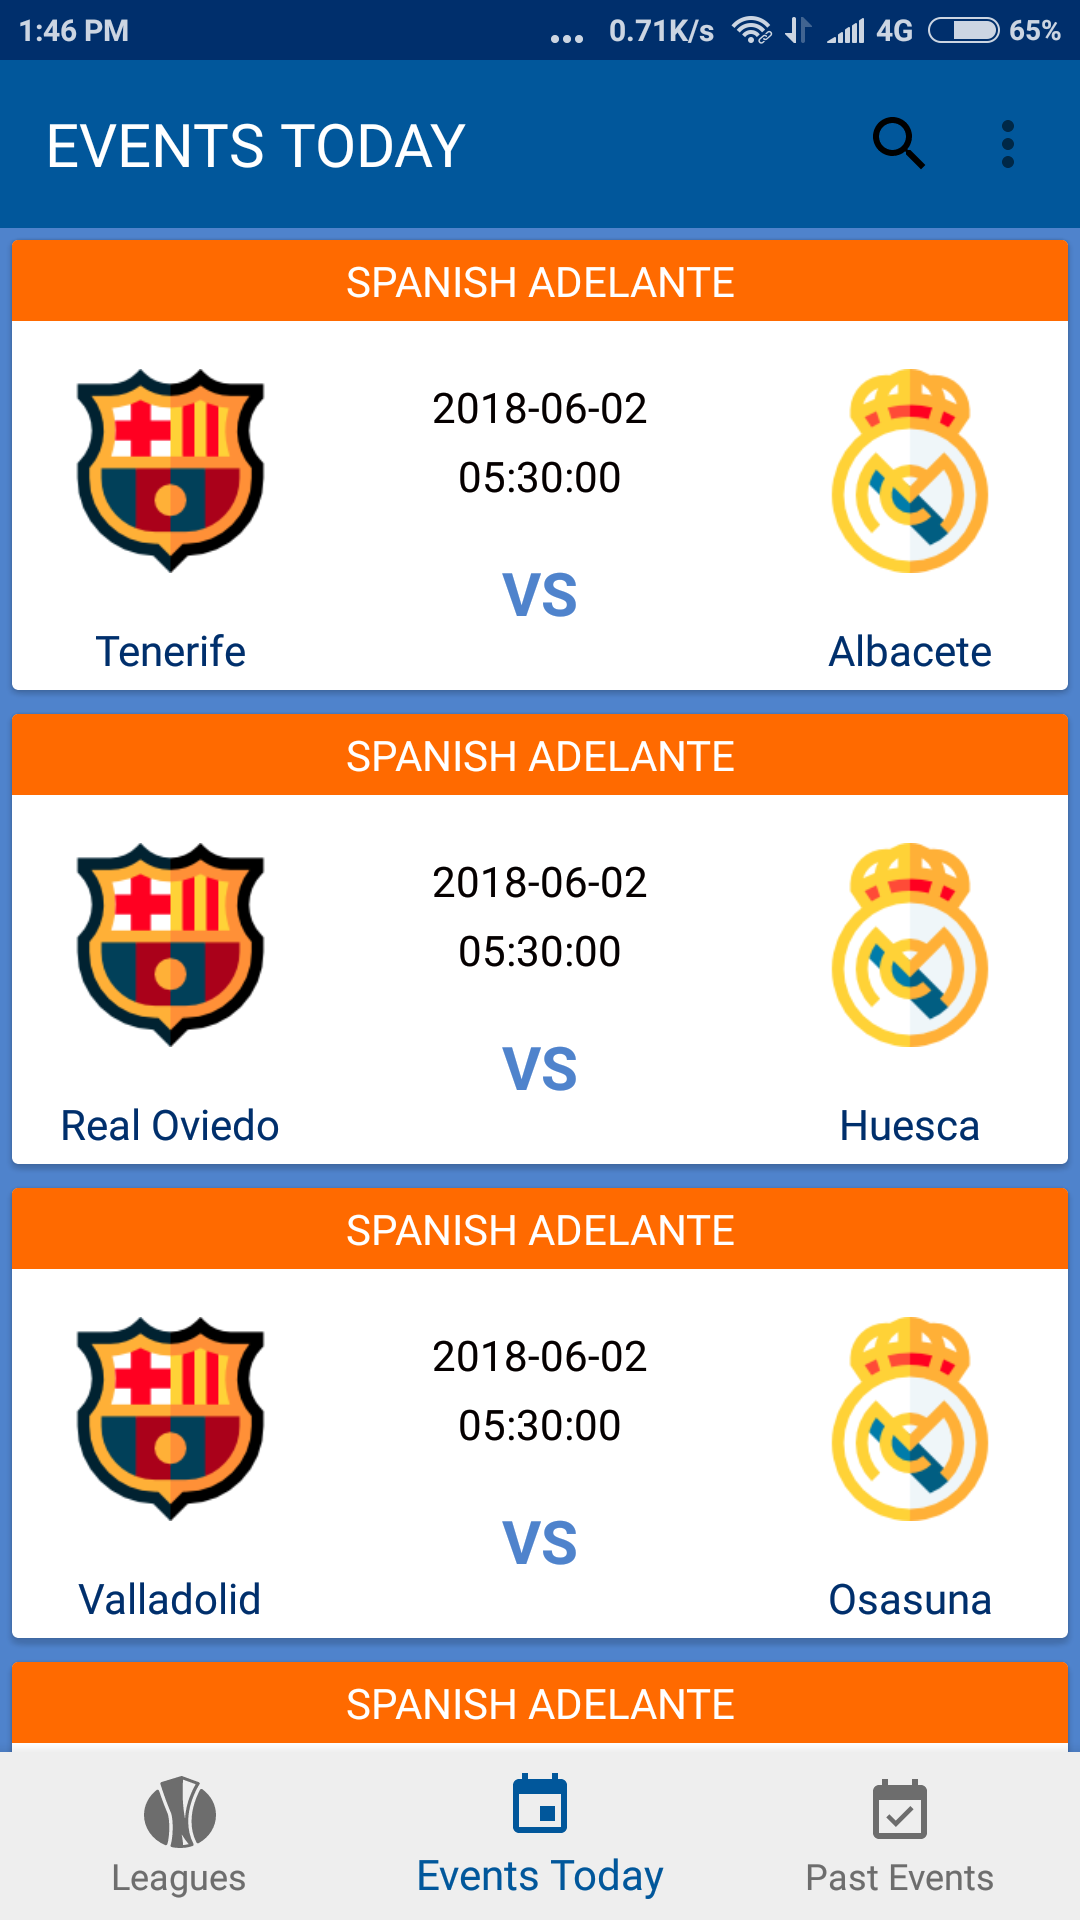 1:46 PM ... 0.71K/s 4G 65%
EVENTS TODAY
SPANISH ADELANTE
2018-06-02
05:30:00
VS
Tenerife Albacete
SPANISH ADELANTE
2018-06-02
05:30:00
VS
Real Oviedo Huesca
SPANISH ADELANTE
2018-06-02
05:30:00
VS
Valladolid Osasuna
SPANISH ADELANTE
Leagues Events Today Past Events